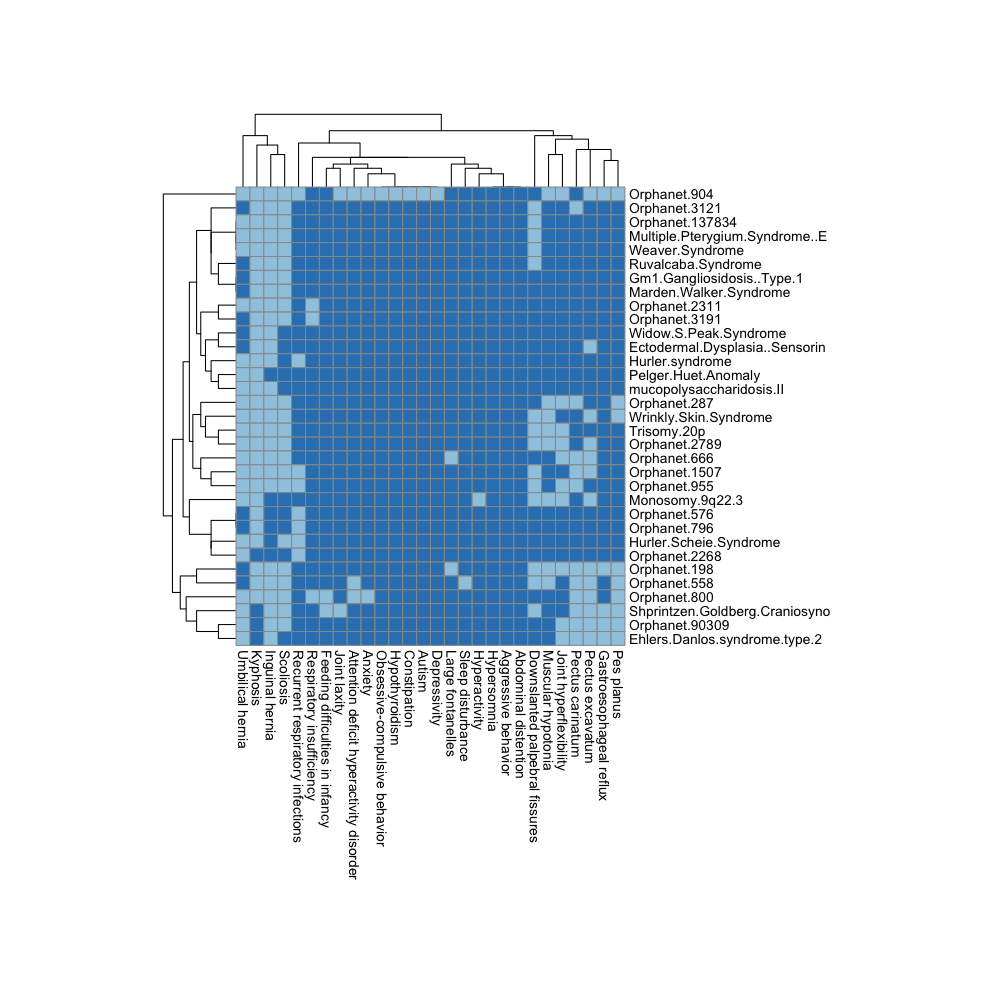 Orphanet.904
Orphanet.3121
Orphanet.137834
Multiple.Pterygium.Syndrome..E
Weaver.Syndrome
Ruvalcaba.Syndrome
Gm1.Gangliosidosis..Type.1
Marden.Walker.Syndrome
Orphanet.2311
Orphanet.3191
Widow.S.Peak.Syndrome
Ectodermal.Dysplasia..Sensorin
Hurler.syndrome
Pelger.Huet.Anomaly
mucopolysaccharidosis.II
Orphanet.287
Wrinkly.Skin.Syndrome
Trisomy.20p
Orphanet.2789
Orphanet.666
Orphanet.1507
Orphanet.955
Monosomy.9q22.3
Orphanet.576
Orphanet.796
Hurler.Scheie.Syndrome
Orphanet.2268
Orphanet.198
Orphanet.558
Orphanet.800
Shprintzen.Goldberg.Craniosyno
Orphanet.90309
Ehlers.Danlos.syndrome.type.2
Umbilical hernia
Kyphosis
Inguinal hernia
Scoliosis
Recurrent respiratory infections
Respiratory insufficiency
Feeding difficulties in infancy
Joint laxity
Attention deficit hyperactivity disorder
Anxiety
Obsessive-compulsive behavior
Hypothyroidism
Constipation
Autism
Depressivity
Large fontanelles
Sleep disturbance
Hyperactivity
Hypersomnia
Aggressive behavior
Abdominal distention
Downslanted palpebral fissures
Muscular hypotonia
Joint hyperflexibility
Pectus carinatum
Pectus excavatum
Gastroesophageal reflux
Pes planus